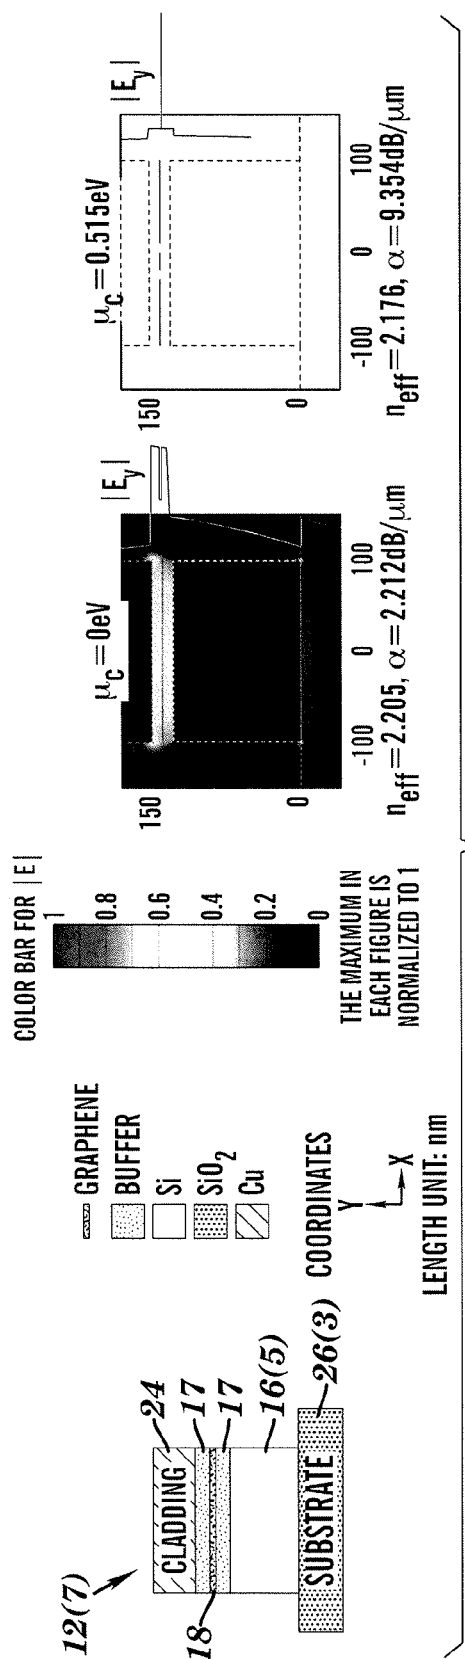 12(7)
24
17
17
18
16(5)
26(3)
CLADDING
SUBSTRATE
GRAPHENE
BUFFER
Si
SiO₂
Cu
COORDINATES
Y
X
LENGTH UNIT: nm
COLOR BAR FOR |E|
1
0.8
0.6
0.4
0.2
0
THE MAXIMUM IN
EACH FIGURE IS
NORMALIZED TO 1
μc=0eV
|Ey|
150
0
-100 0 100
neff=2.205, α=2.212dB/μm
μc=0.515eV
|Ey|
150
0
-100 0 100
neff=2.176, α=9.354dB/μm